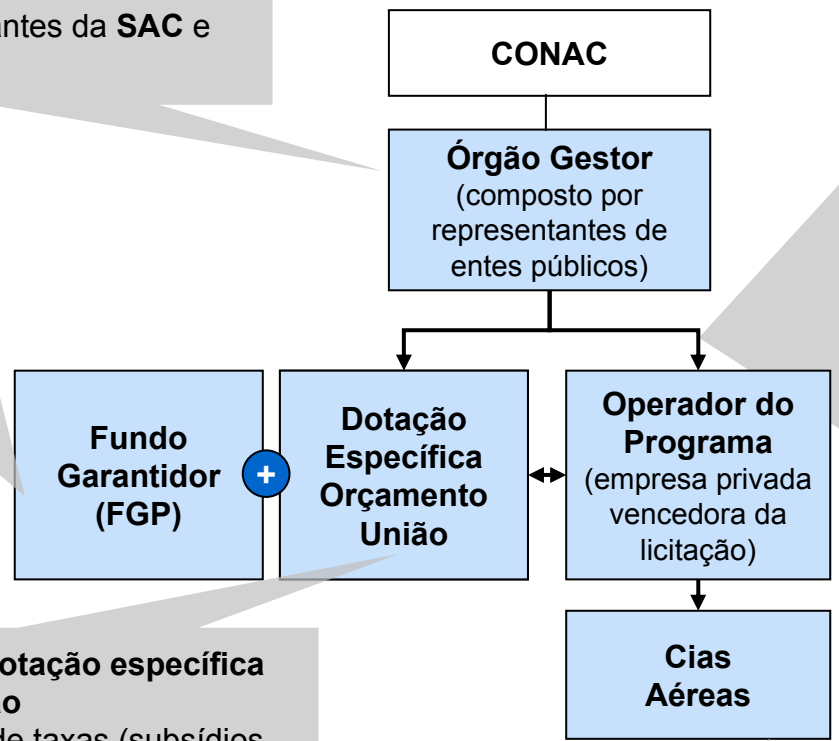 antes da SAC e
CONAC
Órgão Gestor
(composto por
representantes de
entes públicos)
Fundo
Garantidor
(FGP)
+
Dotação
Específica
Orçamento
União
Operador do
Programa
(empresa privada
vencedora da
licitação)
otação específica
o
de taxas (subsídios
Cias
Aéreas